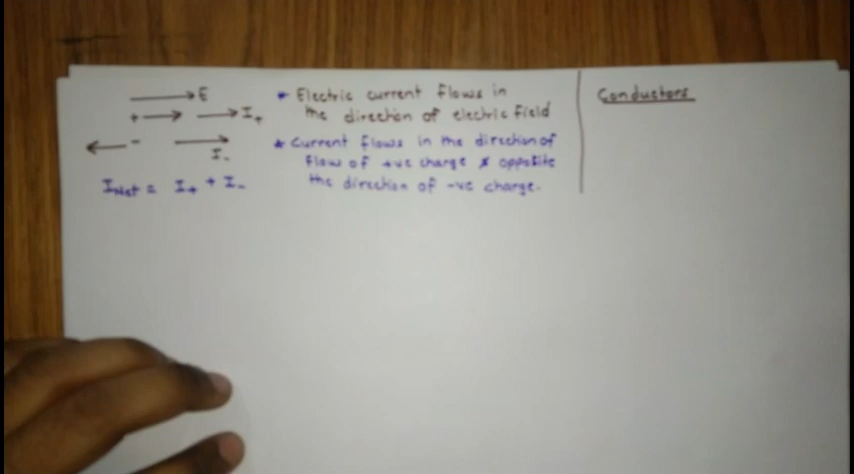 E
+ I+
- I-
INet = I+ + I-
* Electric current flows in
the direction of electric field
* Current flows in the direction of
flow of +ve charge & opposite
the direction of -ve charge.
Conductors